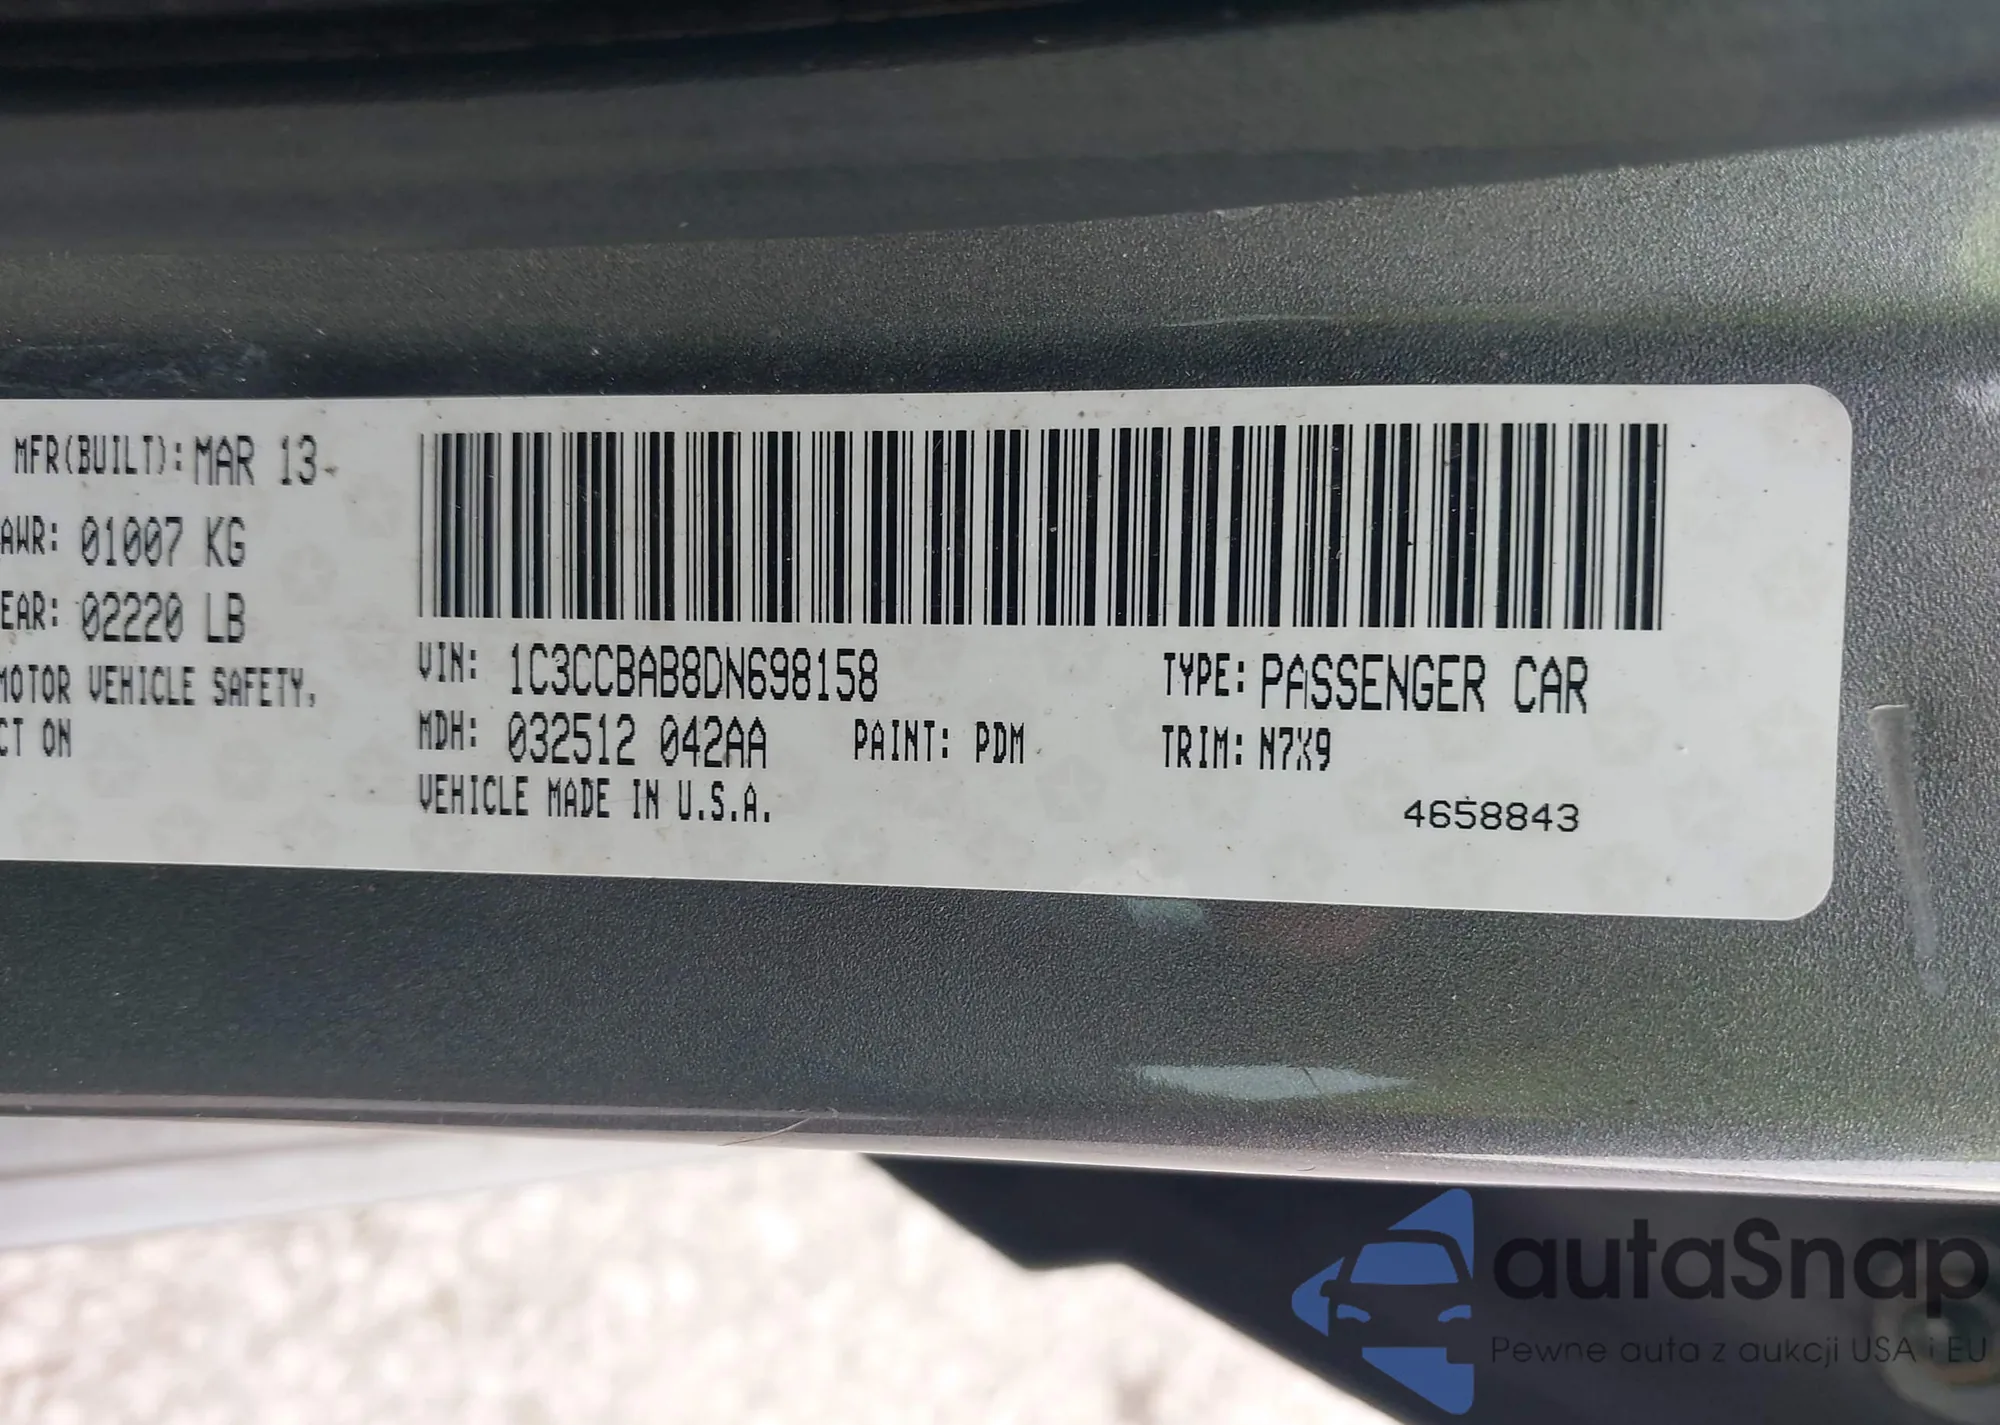 MFR(BUILT): MAR 13
AWR: 01007 KG
EAR: 02220 LB
MOTOR VEHICLE SAFETY,
CT ON
VIN: 1C3CCBAB8DN698158
TYPE: PASSENGER CAR
MDH: 032512 042AA
PAINT: PDM
TRIM: N7X9
VEHICLE MADE IN U.S.A.
4658843
autaSnap
Pewne auta z aukcji USA i EU